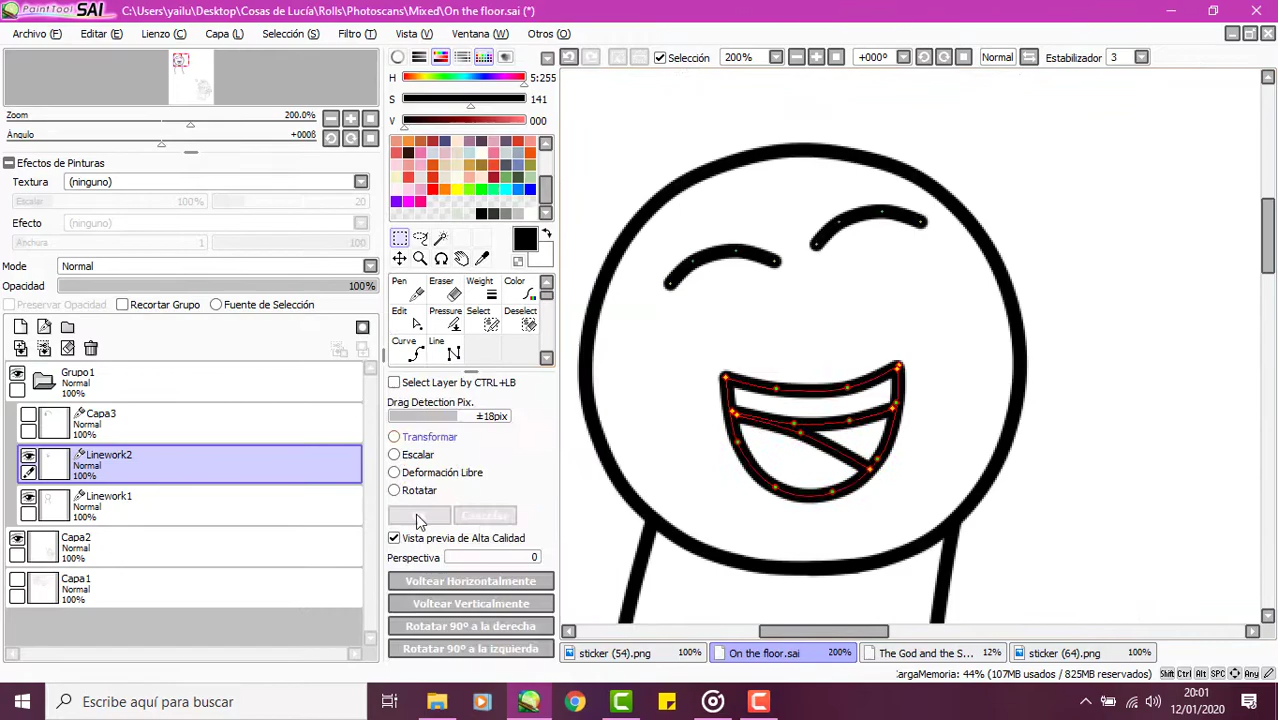 PaintTool SAI C:\Users\yailu\Desktop\Cosas de Lucía\Rolls\Photoscans\Mixed\On the floor.sai (*)
Archivo (F) Editar (E) Lienzo (C) Capa (L) Selección (S) Filtro (T) Vista (V) Ventana (W) Otros (O)
Selección 200% +000º Normal Estabilizador 3
H 5:255
S 141
V 000
Zoom 200.0%
Ángulo +000ß
Efectos de Pinturas
Textura (ninguno)
Escalar 100% 20
Efecto (ninguno)
Anchura 1 100
Mode Normal
Opacidad 100%
Preservar Opacidad Recortar Grupo Fuente de Selección
Grupo1
Normal
100%
Capa3
Normal
100%
Linework2
Normal
100%
Linework1
Normal
100%
Capa2
Normal
100%
Capa1
Normal
100%
Pen Eraser Weight Color
Edit Pressure Select Deselect
Curve Line
Select Layer by CTRL+LB
Drag Detection Pix.
±18pix
Transformar
Escalar
Deformación Libre
Rotatar
Cancelar
Vista previa de Alta Calidad
Perspectiva 0
Voltear Horizontalmente
Voltear Verticalmente
Rotatar 90º a la derecha
Rotatar 90º a la izquierda
sticker (54).png 100% On the floor.sai 200% The God and the S... 12% sticker (64).png 100%
cargaMemoria: 44% (107MB usados / 825MB reservados) Shift Ctrl Alt SPC Any
Escribe aquí para buscar
20:01
12/01/2020